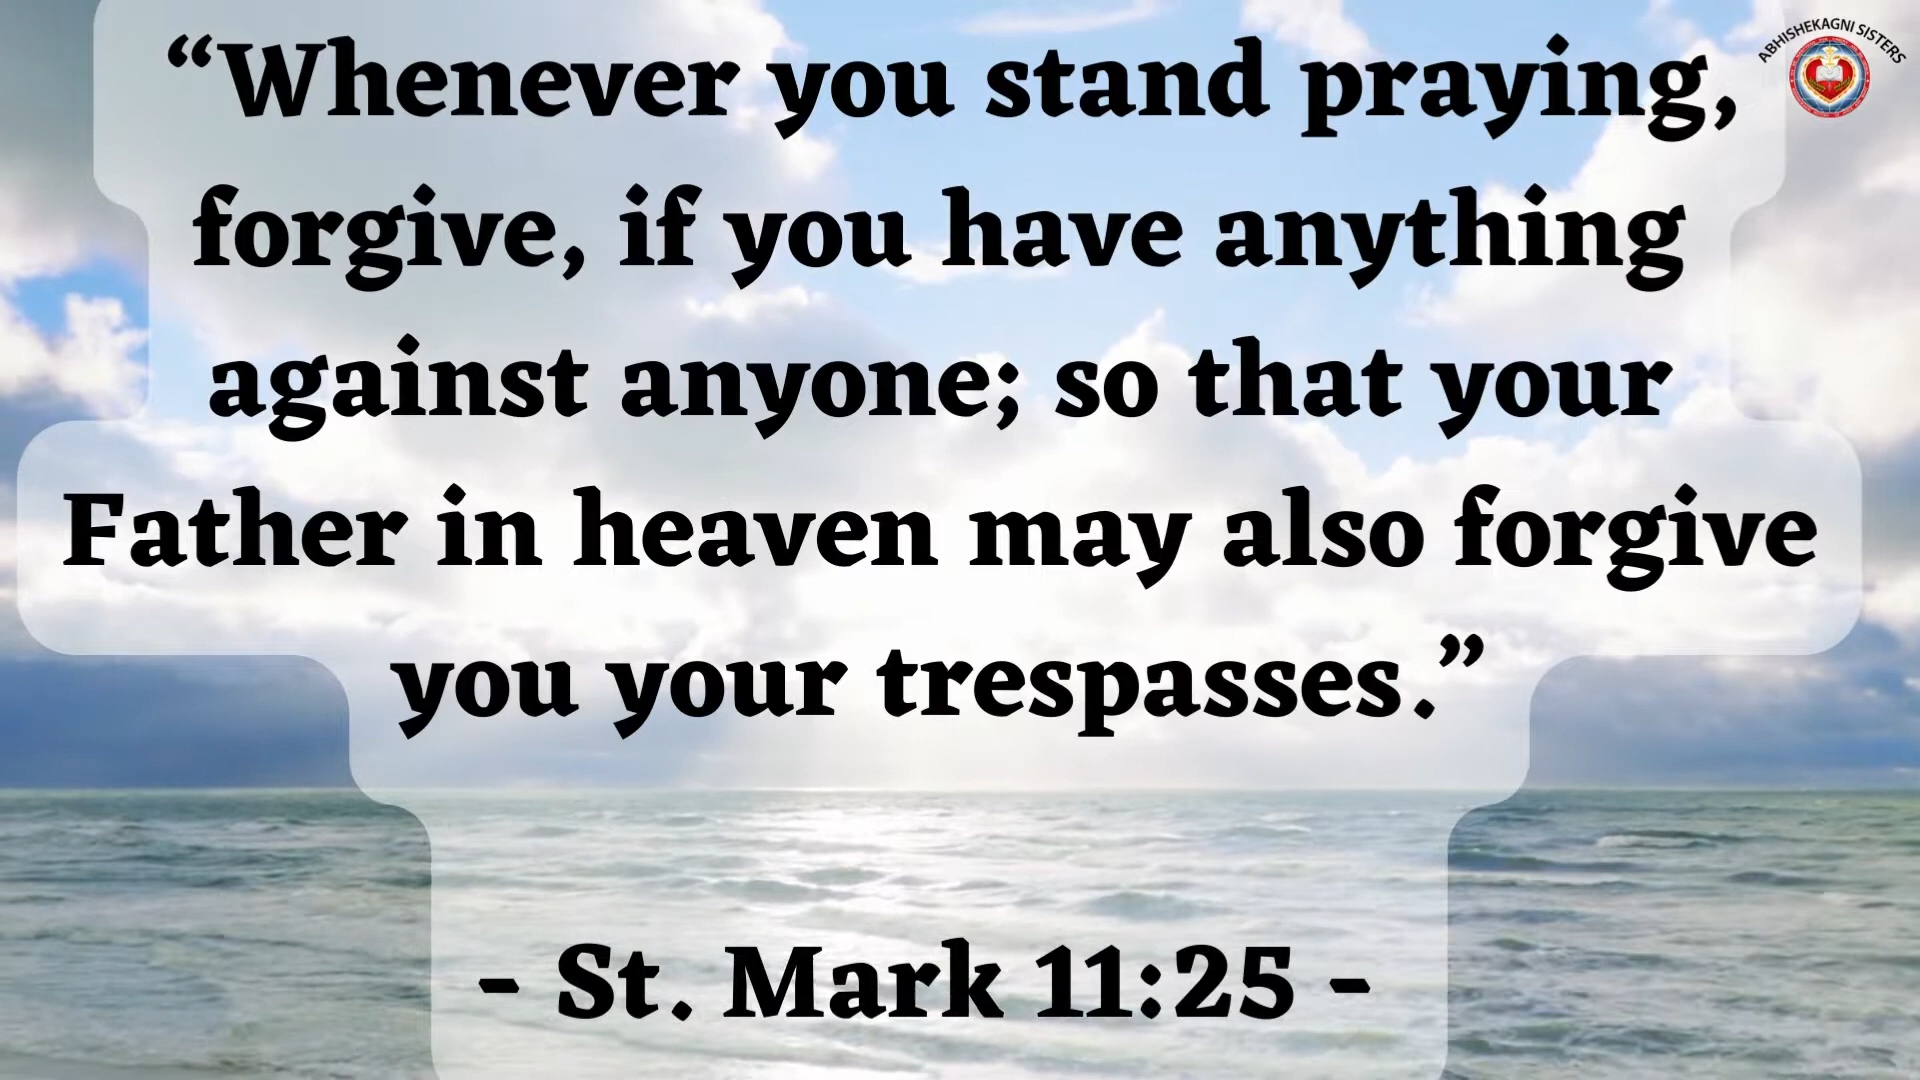 “Whenever you stand praying,
forgive, if you have anything
against anyone; so that your
Father in heaven may also forgive
you your trespasses.”
- St. Mark 11:25 -
ABHISHEKAGNI SISTERS